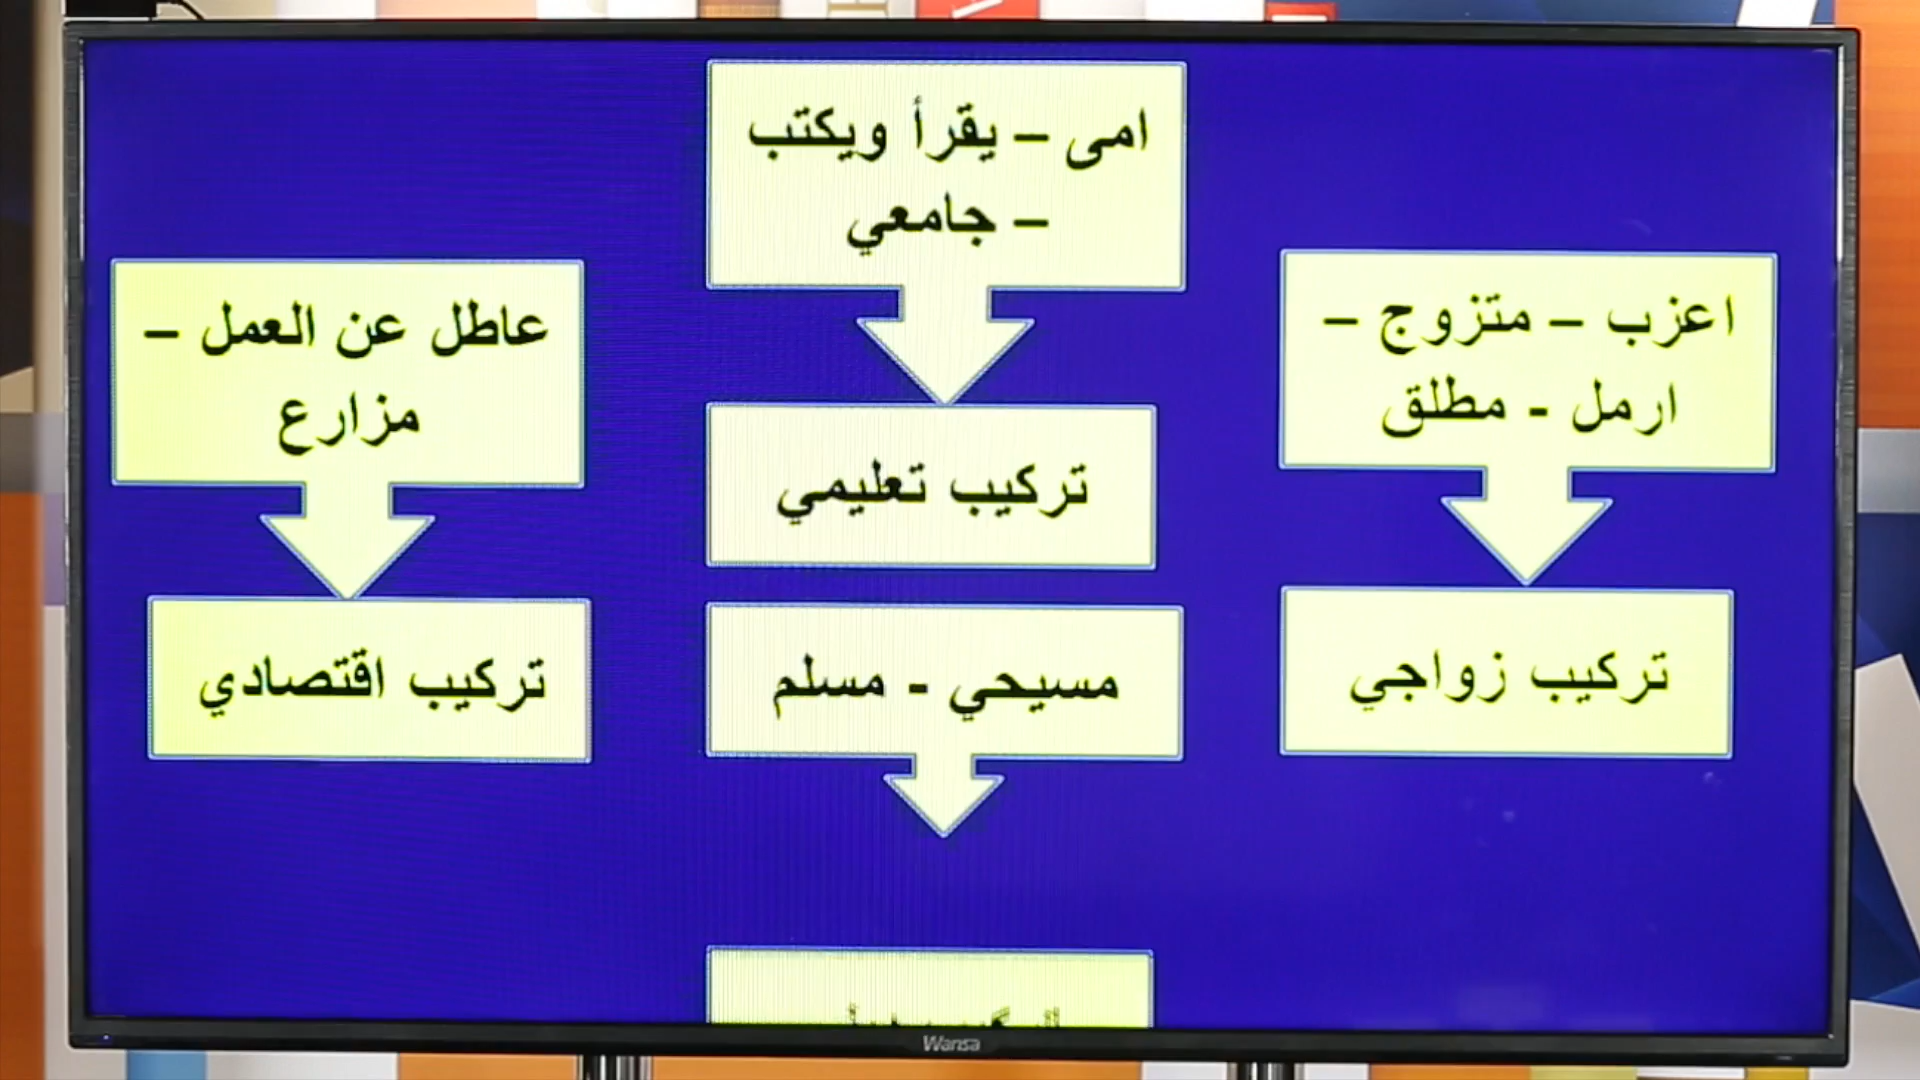 امى – يقرأ ويكتب
– جامعي
اعزب – متزوج –
ارمل - مطلق
عاطل عن العمل –
مزارع
تركيب تعليمي
تركيب زواجي
تركيب اقتصادي
مسيحي - مسلم
Wansa